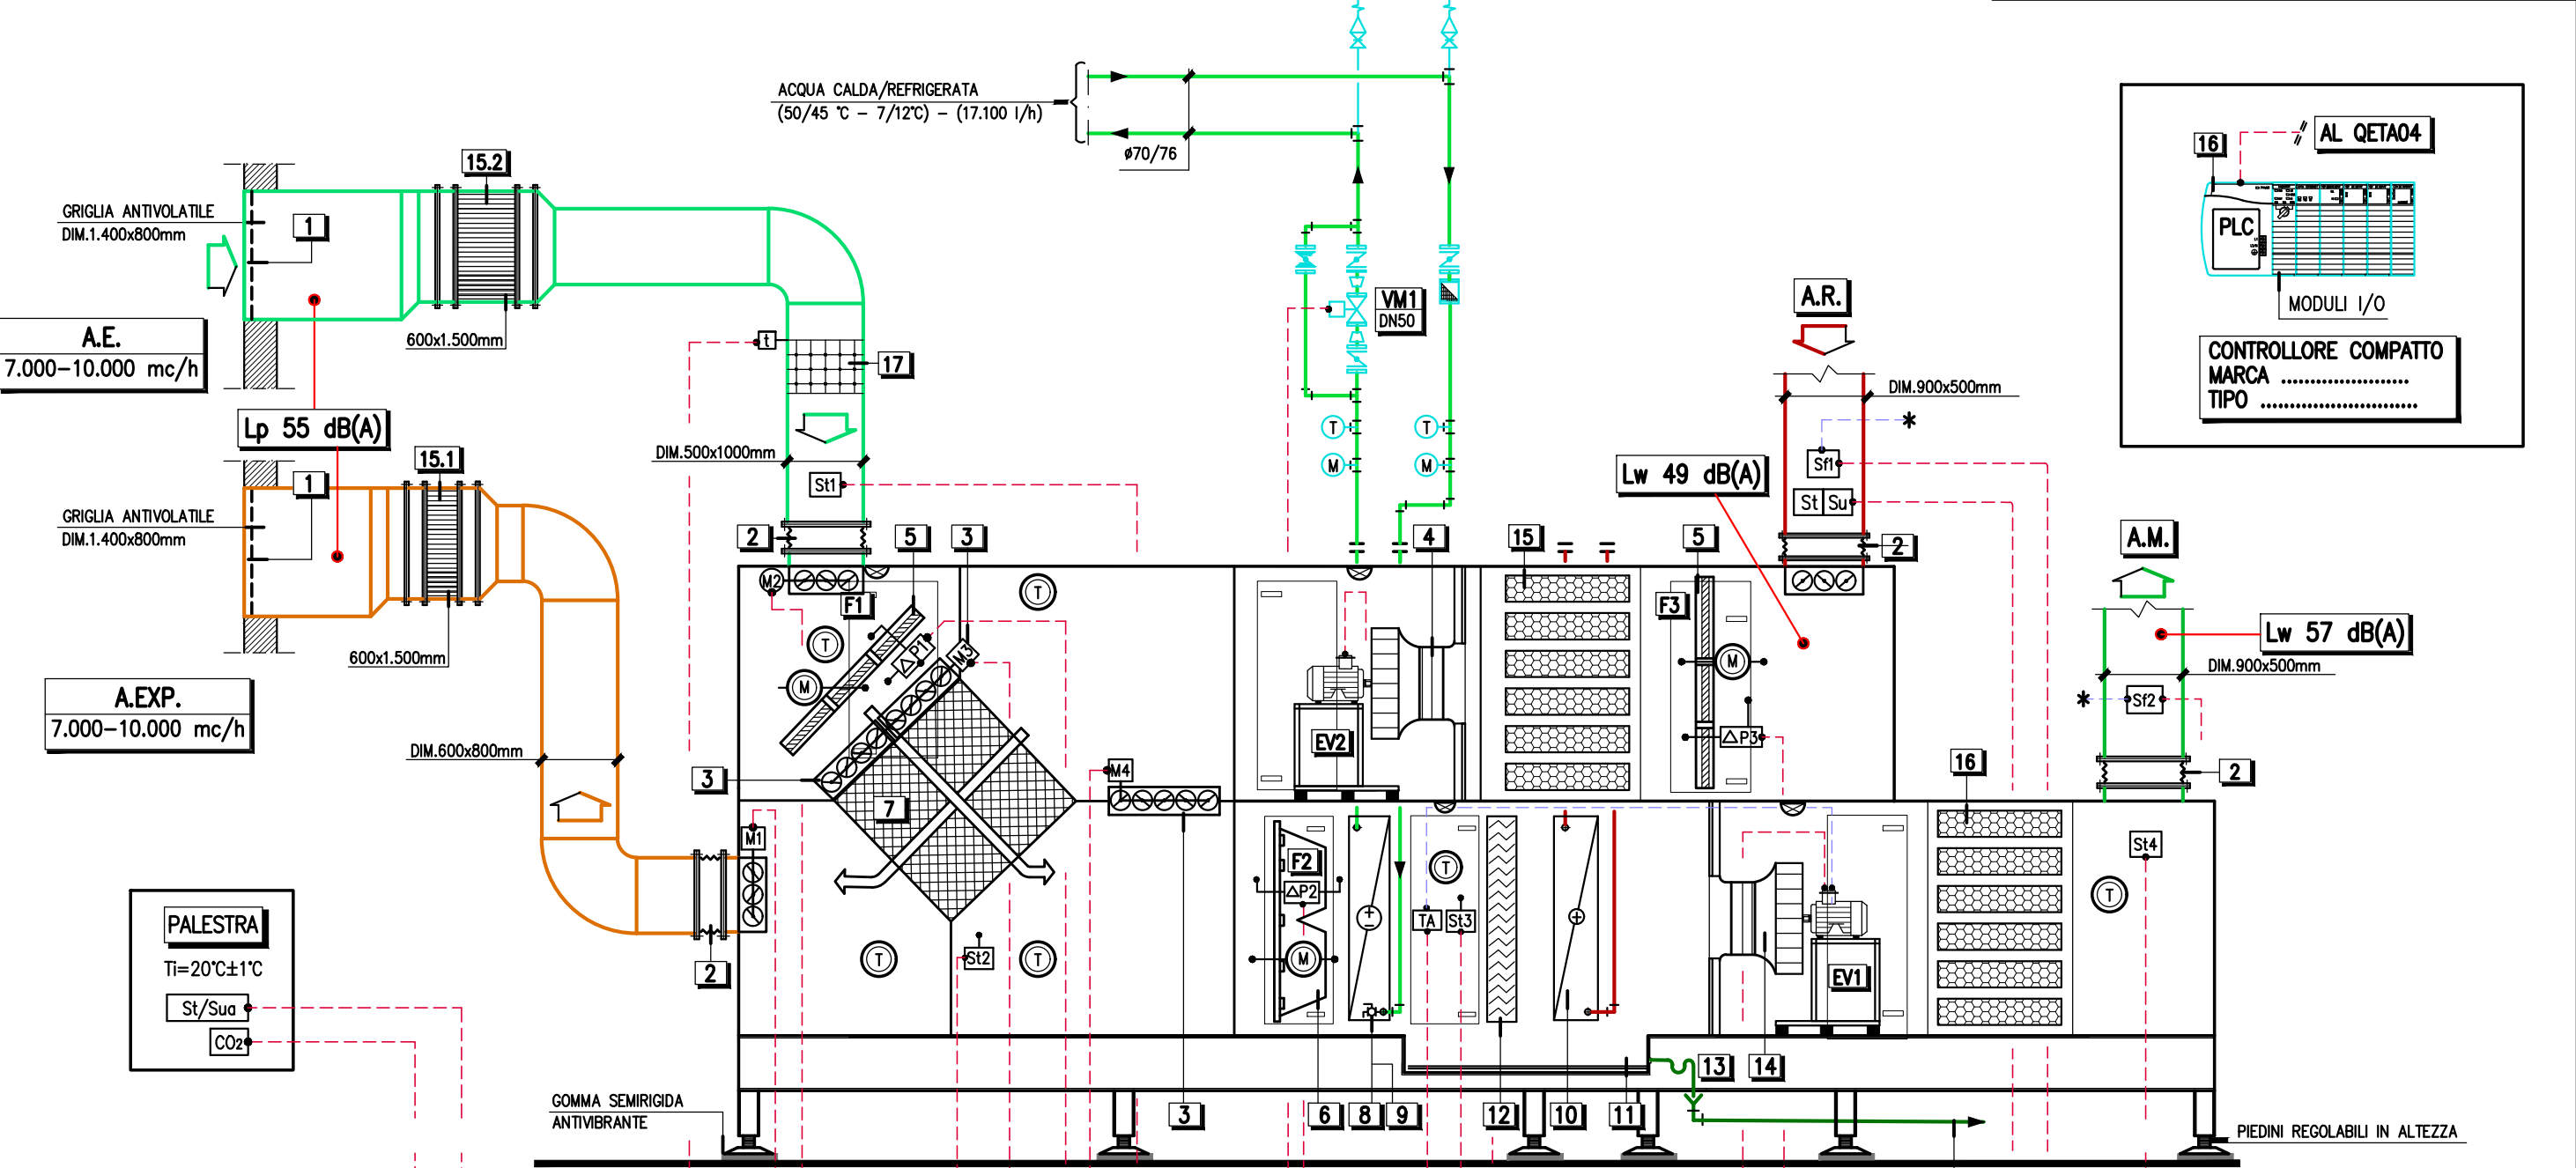 ACQUA CALDA/REFRIGERATA
(50/45 °C - 7/12°C) - (17.100 l/h)
ø70/76
16
AL QETA04
PLC
MODULI I/O
CONTROLLORE COMPATTO
MARCA ......................
TIPO ...........................
15.2
GRIGLIA ANTIVOLATILE
DIM.1.400x800mm
1
600x1.500mm
A.E.
7.000-10.000 mc/h
t
17
VM1
DN50
A.R.
DIM.900x500mm
*
Lp 55 dB(A)
DIM.500x1000mm
T
T
M
M
15.1
1
GRIGLIA ANTIVOLATILE
DIM.1.400x800mm
St1
Lw 49 dB(A)
Sf1
St Su
2
5
3
4
15
5
2
A.M.
M2
F1
T
F3
Lw 57 dB(A)
DIM.900x500mm
600x1.500mm
T
△P1
M3
M
M
*
Sf2
A.EXP.
7.000-10.000 mc/h
DIM.600x800mm
EV2
△P3
3
M4
16
2
7
M1
F2
△P2
T
St4
T
±
+
TA
St3
PALESTRA
Ti=20°C±1°C
St/Sua
CO2
2
T
St2
T
M
EV1
13
14
GOMMA SEMIRIGIDA
ANTIVIBRANTE
3
6
8
9
12
10
11
PIEDINI REGOLABILI IN ALTEZZA